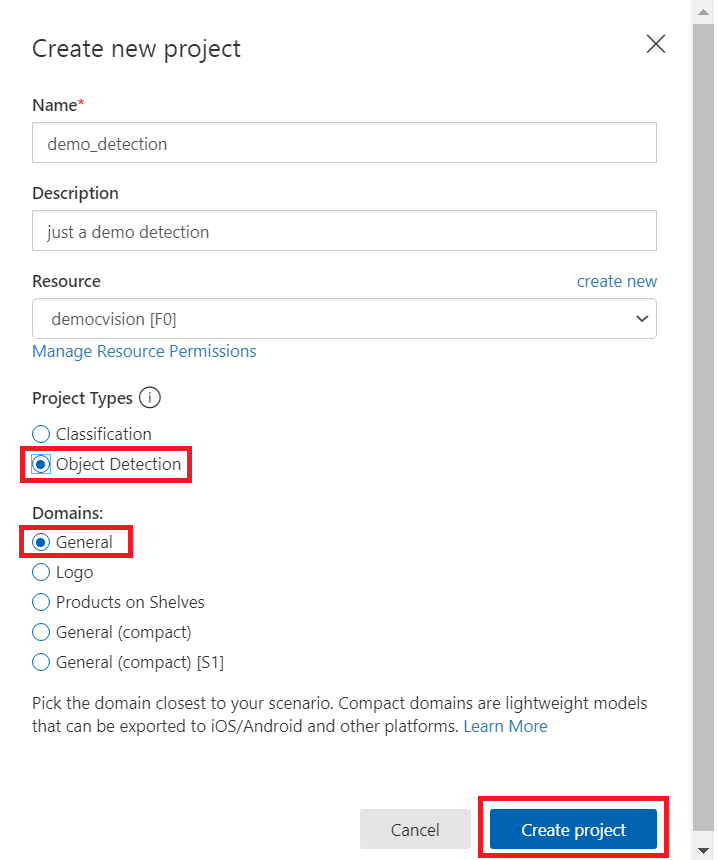 Create new project
Name*
demo_detection
Description
just a demo detection
Resource
create new
democvision [F0]
Manage Resource Permissions
Project Types
Classification
Object Detection
Domains:
General
Logo
Products on Shelves
General (compact)
General (compact) [S1]
Pick the domain closest to your scenario. Compact domains are lightweight models
that can be exported to iOS/Android and other platforms. Learn More
Cancel
Create project